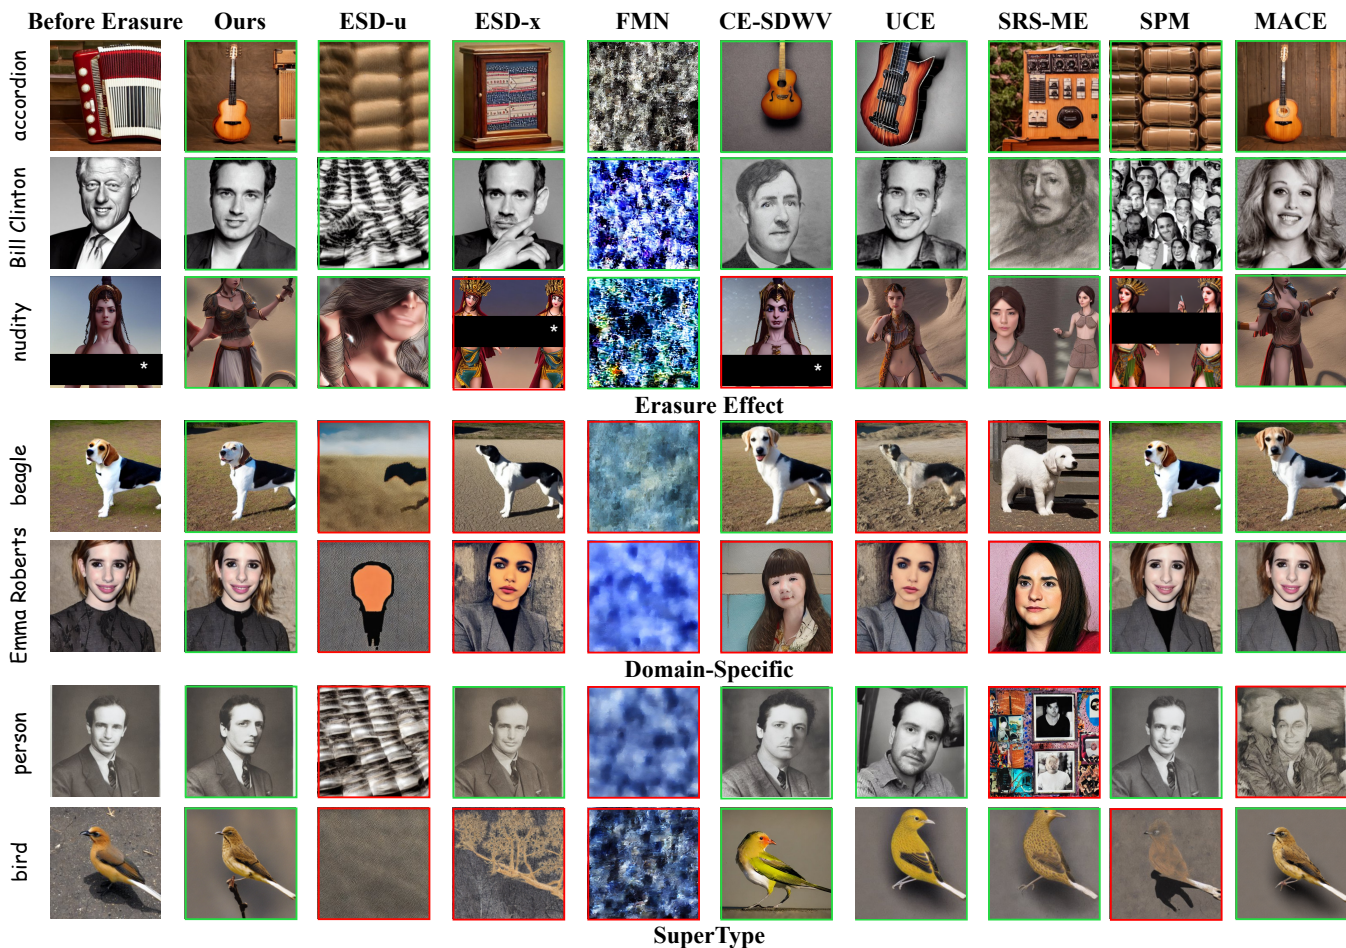 Before Erasure Ours ESD-u ESD-x FMN CE-SDWV UCE SRS-ME SPM MACE
accordion
Bill Clinton
nudity
*
*
*
Erasure Effect
beagle
Emma Roberts
Domain-Specific
person
bird
SuperType